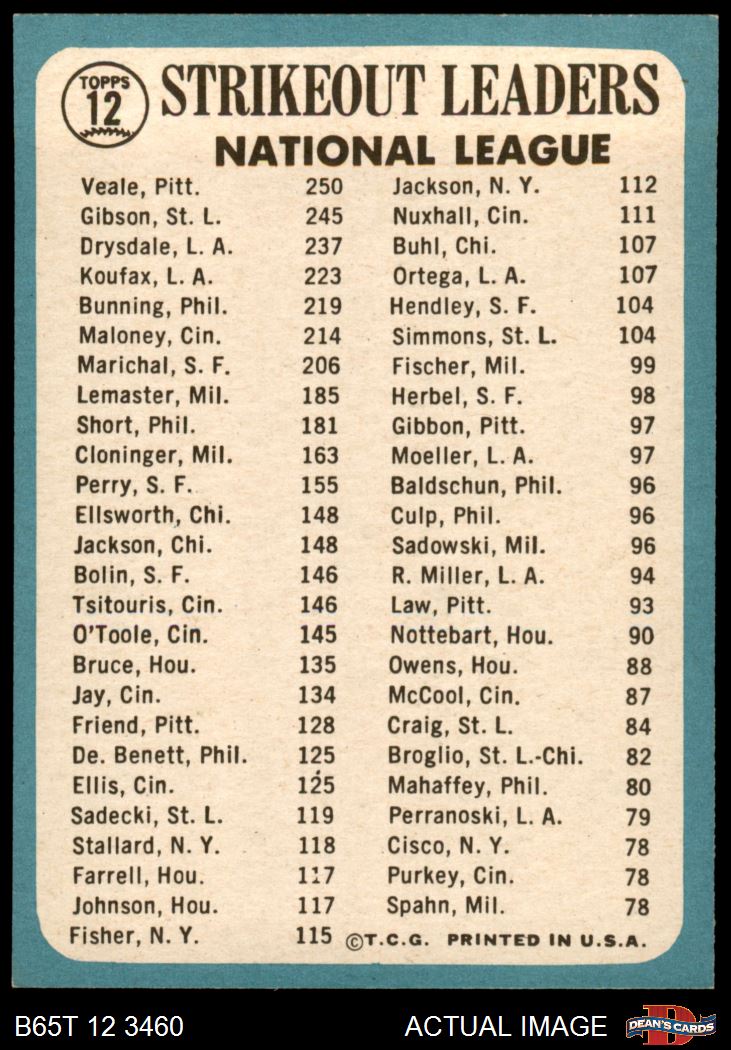 TOPPS
12
STRIKEOUT LEADERS
NATIONAL LEAGUE
Veale, Pitt. 250
Gibson, St. L. 245
Drysdale, L. A. 237
Koufax, L. A. 223
Bunning, Phil. 219
Maloney, Cin. 214
Marichal, S. F. 206
Lemaster, Mil. 185
Short, Phil. 181
Cloninger, Mil. 163
Perry, S. F. 155
Ellsworth, Chi. 148
Jackson, Chi. 148
Bolin, S. F. 146
Tsitouris, Cin. 146
O'Toole, Cin. 145
Bruce, Hou. 135
Jay, Cin. 134
Friend, Pitt. 128
De. Benett, Phil. 125
Ellis, Cin. 125
Sadecki, St. L. 119
Stallard, N. Y. 118
Farrell, Hou. 117
Johnson, Hou. 117
Fisher, N. Y. 115
Jackson, N. Y. 112
Nuxhall, Cin. 111
Buhl, Chi. 107
Ortega, L. A. 107
Hendley, S. F. 104
Simmons, St. L. 104
Fischer, Mil. 99
Herbel, S. F. 98
Gibbon, Pitt. 97
Moeller, L. A. 97
Baldschun, Phil. 96
Culp, Phil. 96
Sadowski, Mil. 96
R. Miller, L. A. 94
Law, Pitt. 93
Nottebart, Hou. 90
Owens, Hou. 88
McCool, Cin. 87
Craig, St. L. 84
Broglio, St. L.-Chi. 82
Mahaffey, Phil. 80
Perranoski, L. A. 79
Cisco, N. Y. 78
Purkey, Cin. 78
Spahn, Mil. 78
©T.C.G. PRINTED IN U.S.A.
B65T 12 3460
ACTUAL IMAGE
DEAN'S CARDS